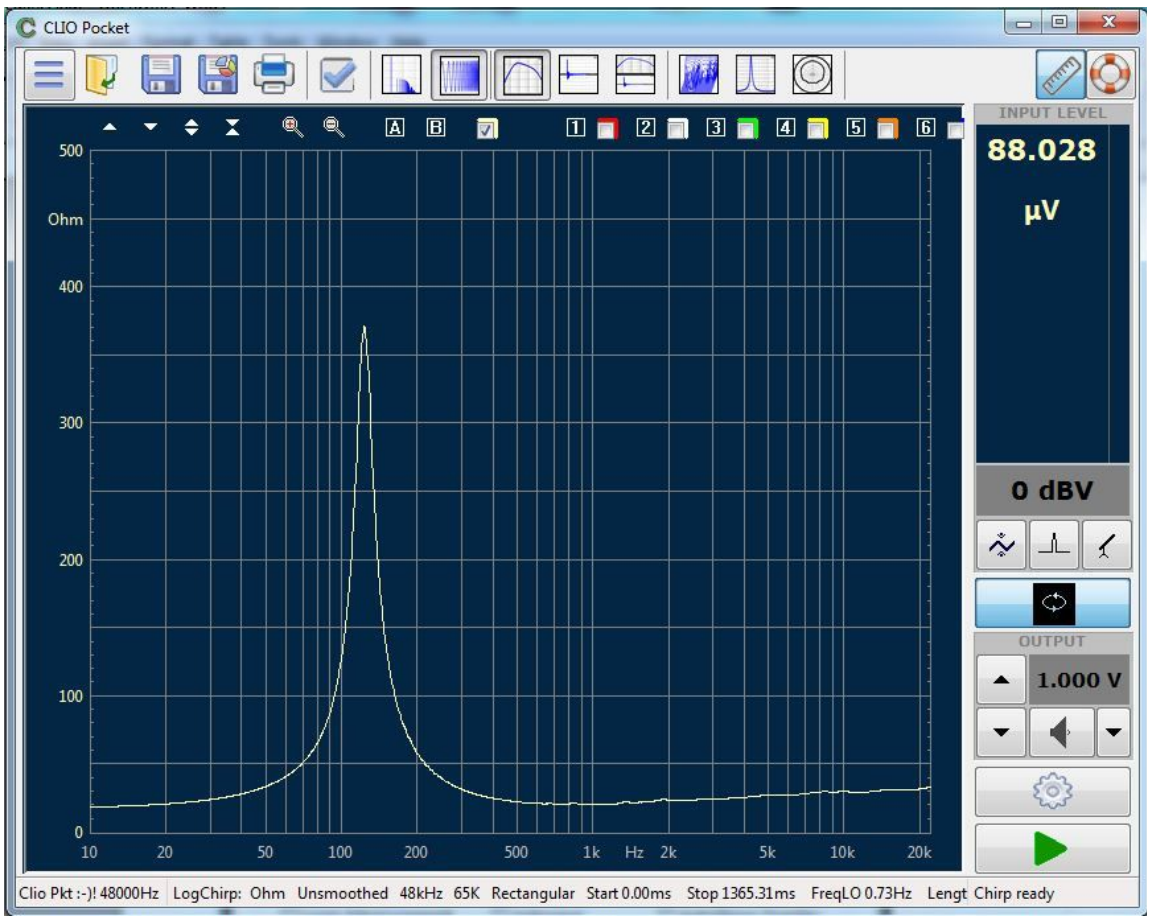 CLIO Pocket
INPUT LEVEL
A B 1 2 3 4 5 6
88.028
µV
500
Ohm
400
300
200
100
0
10 20 50 100 200 500 1k Hz 2k 5k 10k 20k
0 dBV
OUTPUT
1.000 V
Clio Pkt :-)! 48000Hz LogChirp: Ohm Unsmoothed 48kHz 65K Rectangular Start 0.00ms Stop 1365.31ms FreqLO 0.73Hz Lengt Chirp ready